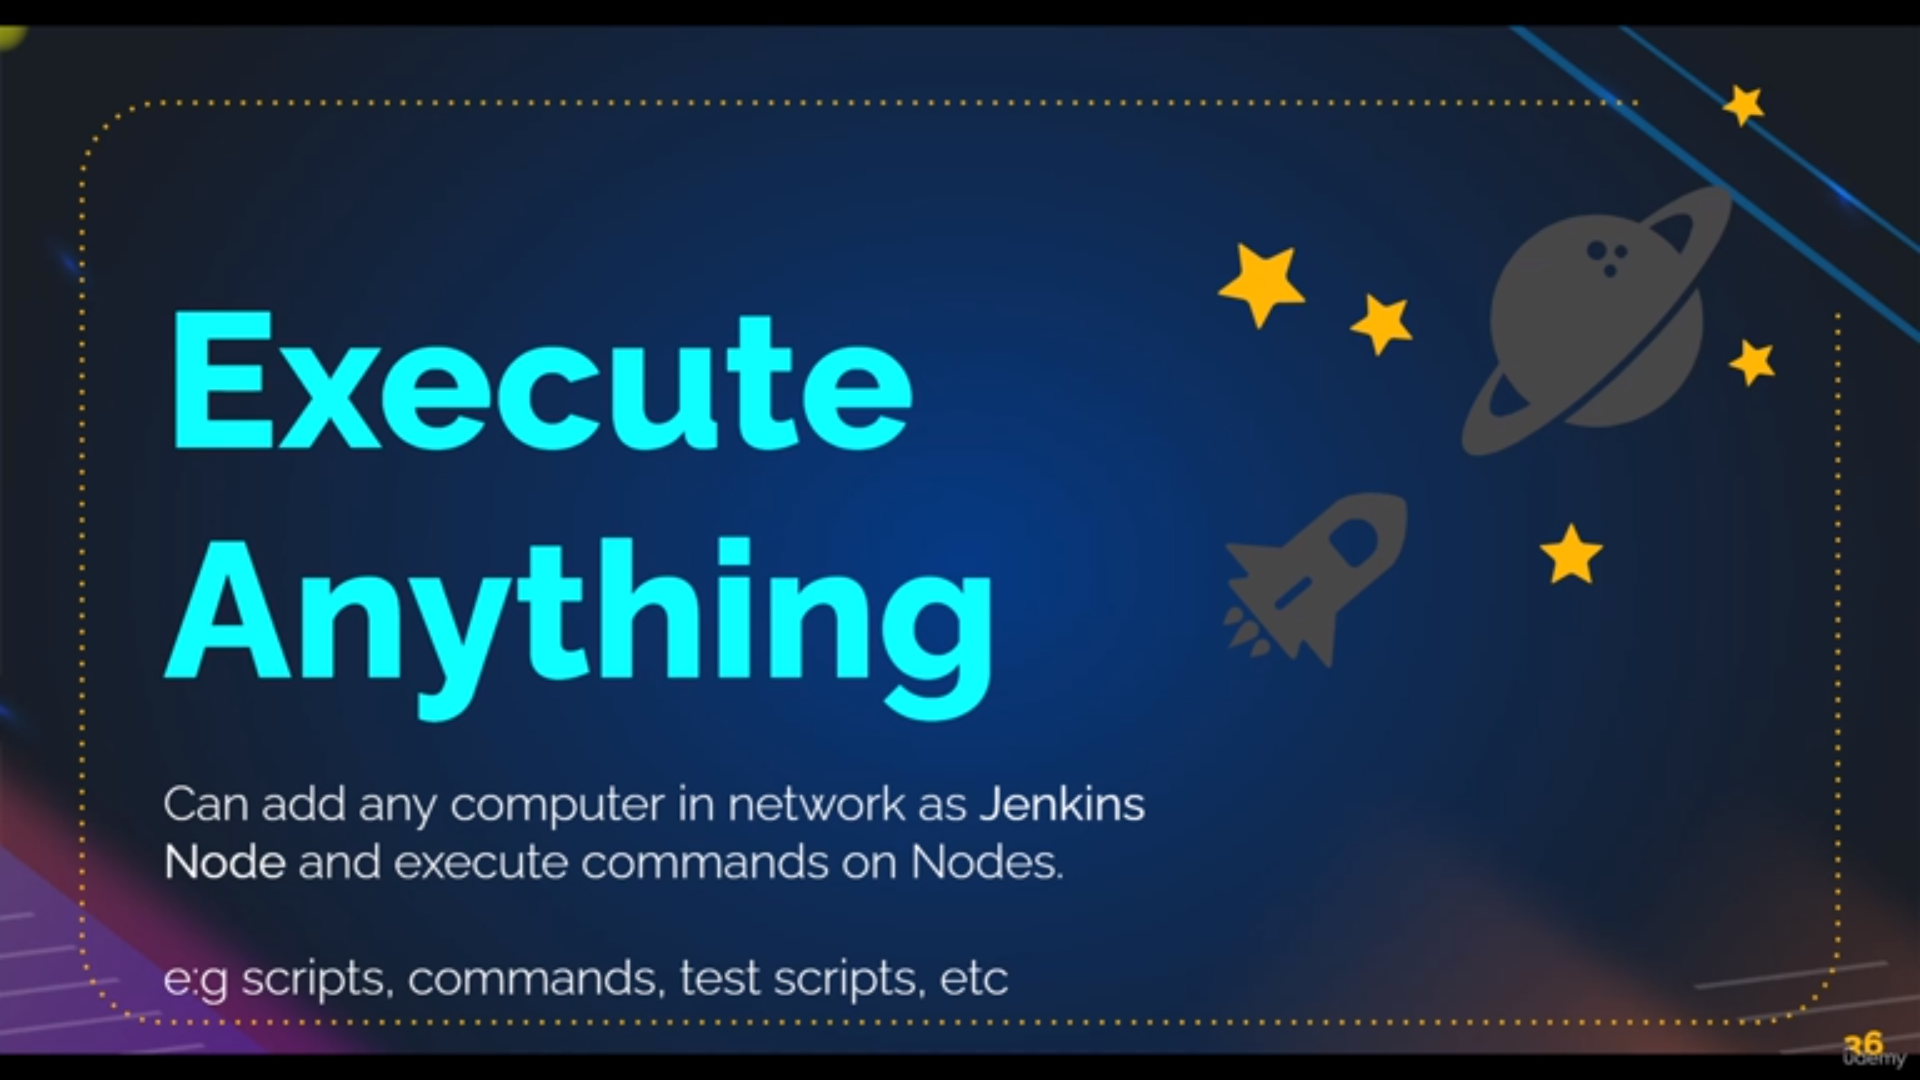 Execute
Anything
Can add any computer in network as Jenkins
Node and execute commands on Nodes.
e:g scripts, commands, test scripts, etc
36
udemy